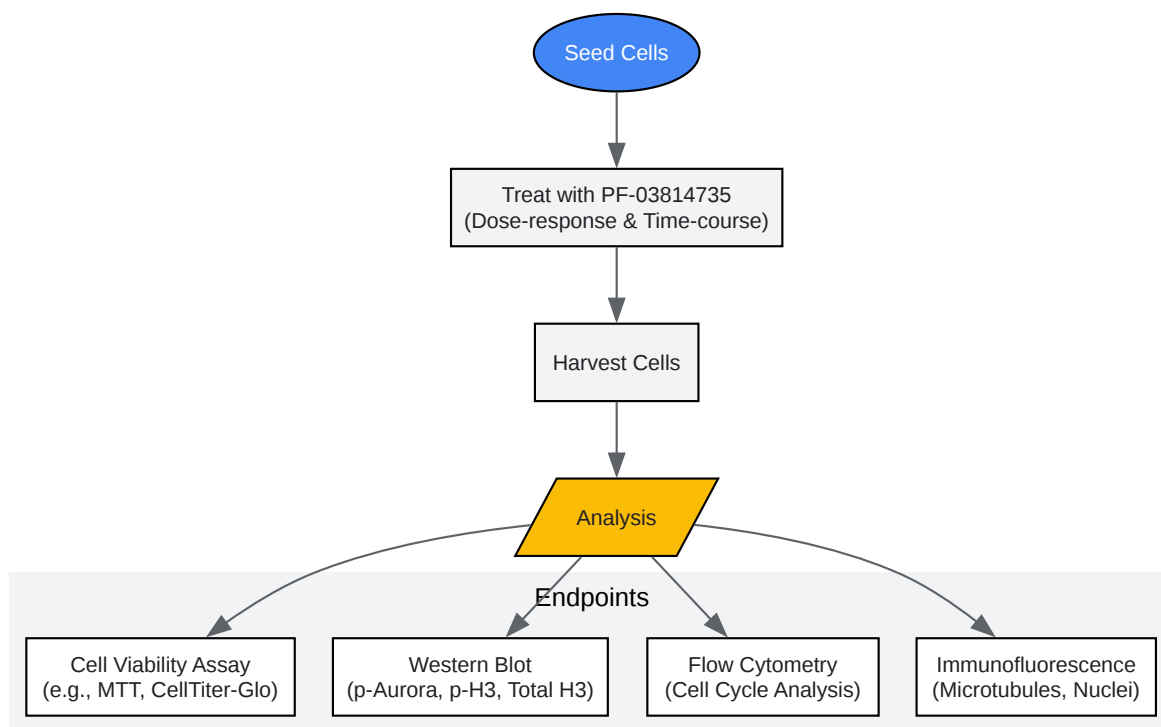 Seed Cells
Treat with PF-03814735
(Dose-response & Time-course)
Harvest Cells
Analysis
Endpoints
Cell Viability Assay
(e.g., MTT, CellTiter-Glo)
Western Blot
(p-Aurora, p-H3, Total H3)
Flow Cytometry
(Cell Cycle Analysis)
Immunofluorescence
(Microtubules, Nuclei)